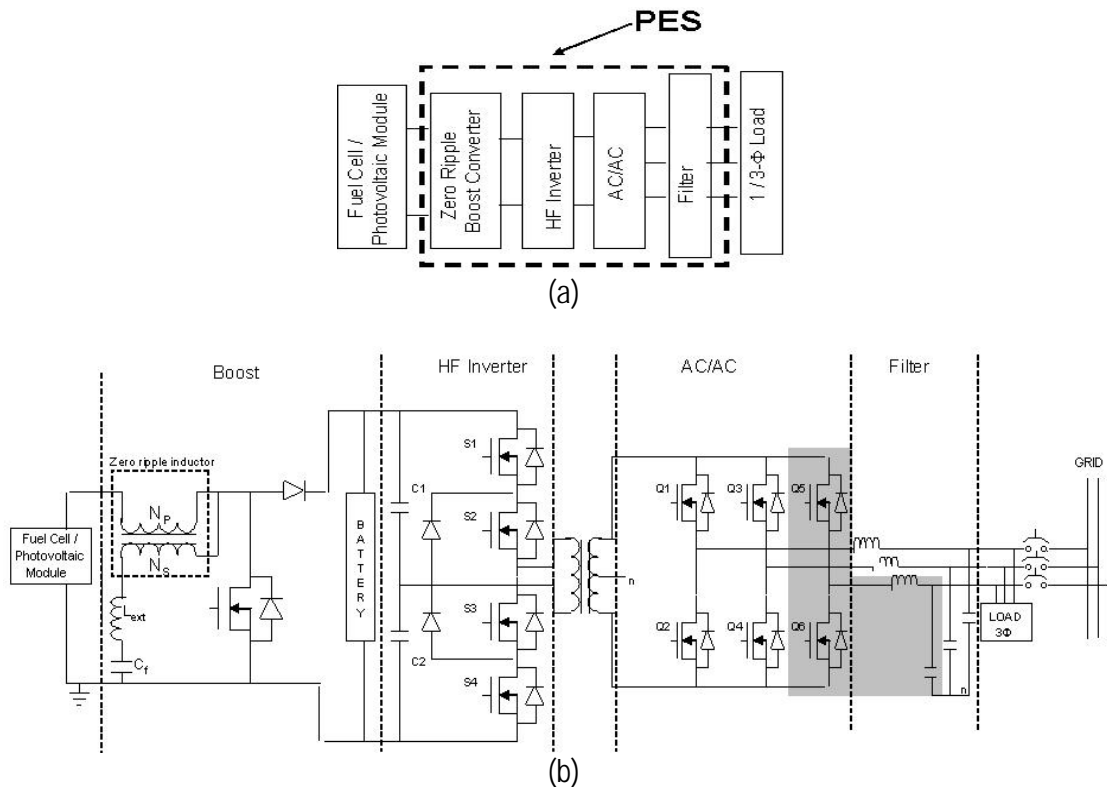 PES
Fuel Cell /
Photovoltaic Module
Zero Ripple
Boost Converter
HF Inverter
AC/AC
Filter
1 / 3-Φ Load
(a)
Boost
HF Inverter
AC/AC
Filter
Zero ripple inductor
GRID
N_P
N_S
Fuel Cell /
Photovoltaic
Module
L_ext
C_f
BATTERY
C1
C2
S1
S2
S3
S4
n
Q1
Q3
Q5
Q2
Q4
Q6
LOAD
3Φ
n
(b)